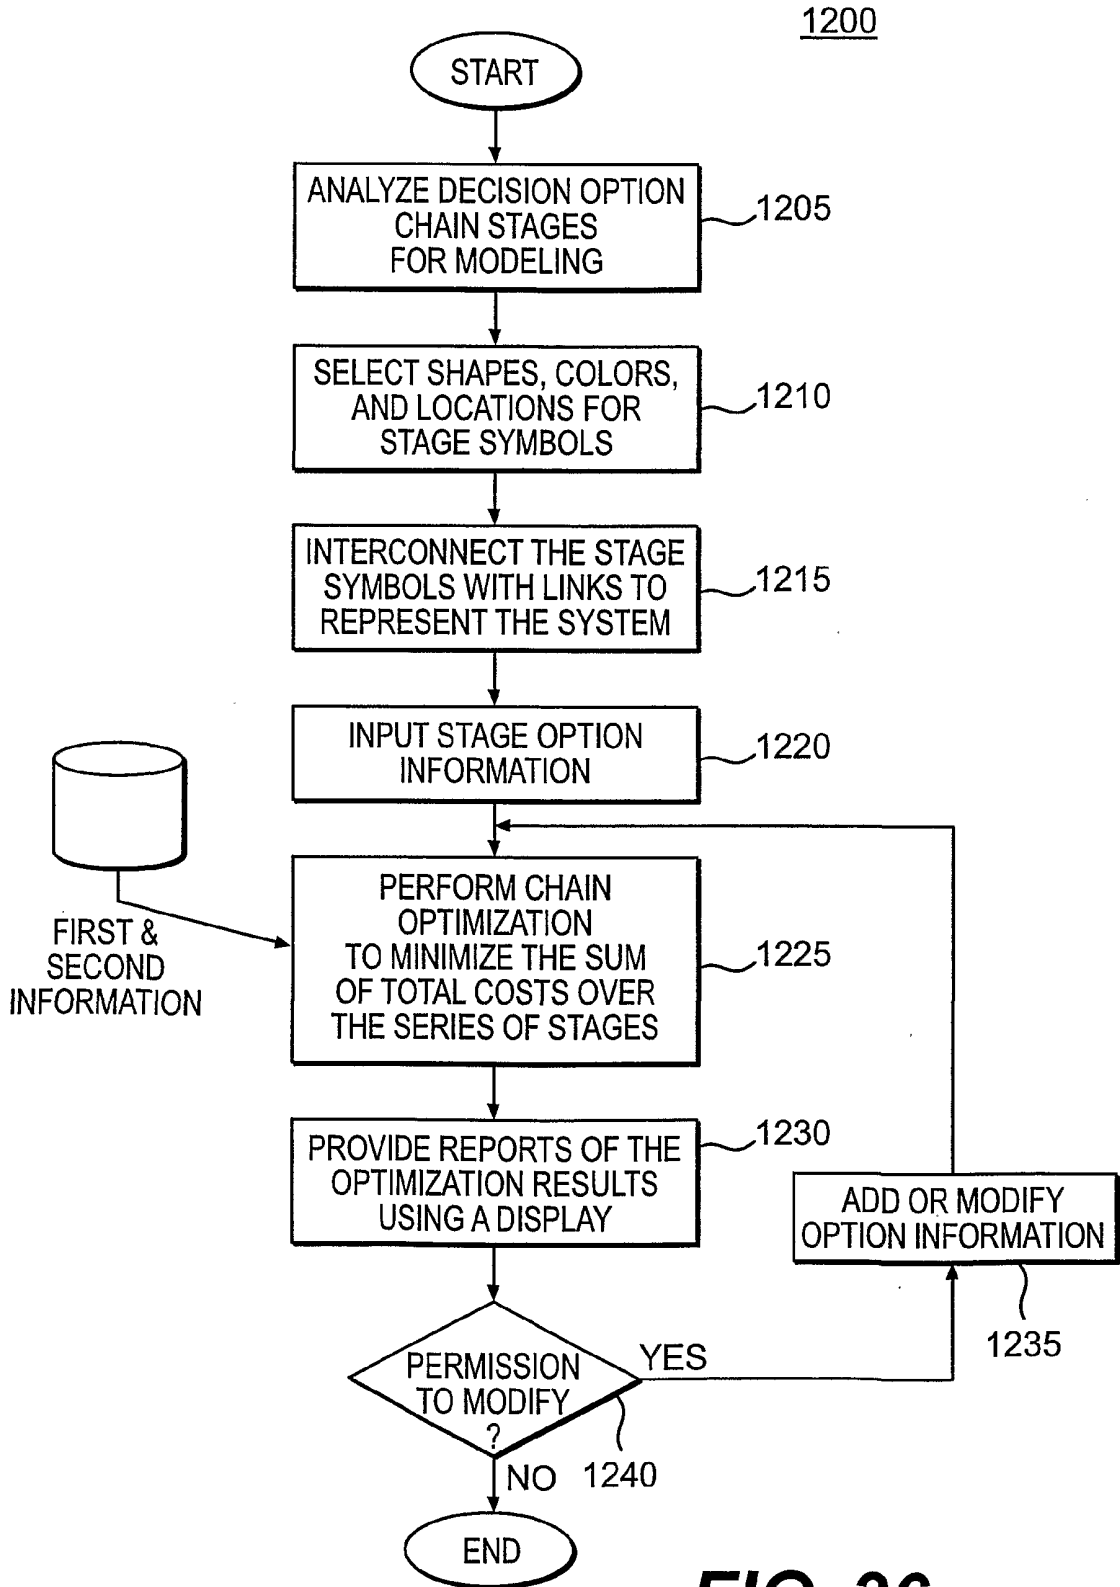 1200
START
ANALYZE DECISION OPTION
CHAIN STAGES
FOR MODELING
1205
SELECT SHAPES, COLORS,
AND LOCATIONS FOR
STAGE SYMBOLS
1210
INTERCONNECT THE STAGE
SYMBOLS WITH LINKS TO
REPRESENT THE SYSTEM
1215
INPUT STAGE OPTION
INFORMATION
1220
FIRST &
SECOND
INFORMATION
PERFORM CHAIN
OPTIMIZATION
TO MINIMIZE THE SUM
OF TOTAL COSTS OVER
THE SERIES OF STAGES
1225
PROVIDE REPORTS OF THE
OPTIMIZATION RESULTS
USING A DISPLAY
1230
ADD OR MODIFY
OPTION INFORMATION
1235
PERMISSION
TO MODIFY
?
YES
1240
NO
END